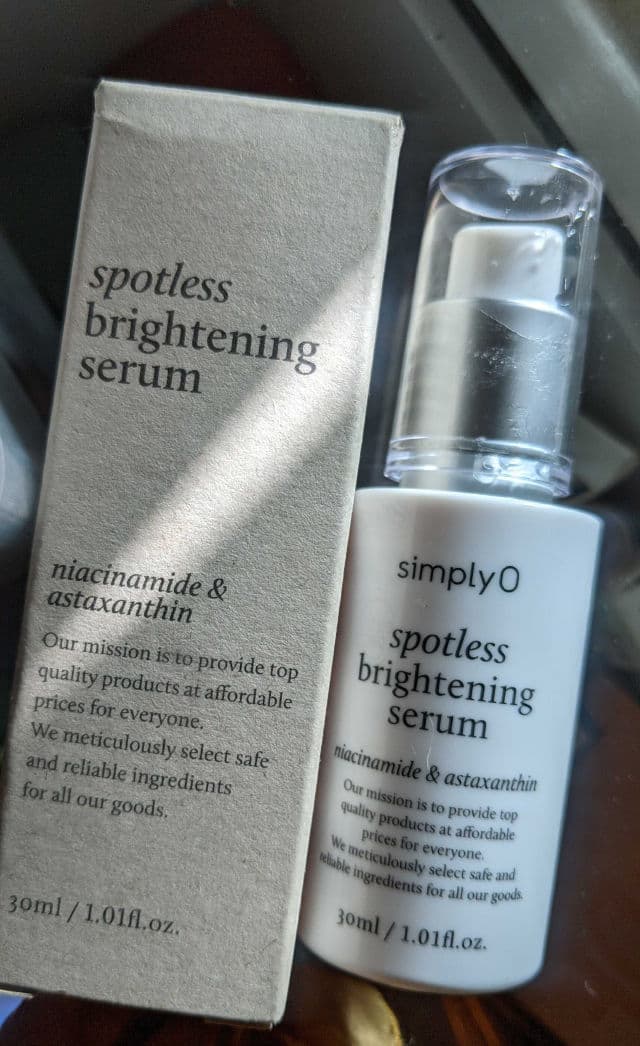 spotless
brightening
serum
niacinamide &
astaxanthin
Our mission is to provide top
quality products at affordable
prices for everyone.
We meticulously select safe
and reliable ingredients
for all our goods.
30ml / 1.01fl.oz.
simplyO
spotless
brightening
serum
niacinamide & astaxanthin
Our mission is to provide top
quality products at affordable
prices for everyone.
We meticulously select safe and
reliable ingredients for all our goods.
30ml / 1.01fl.oz.